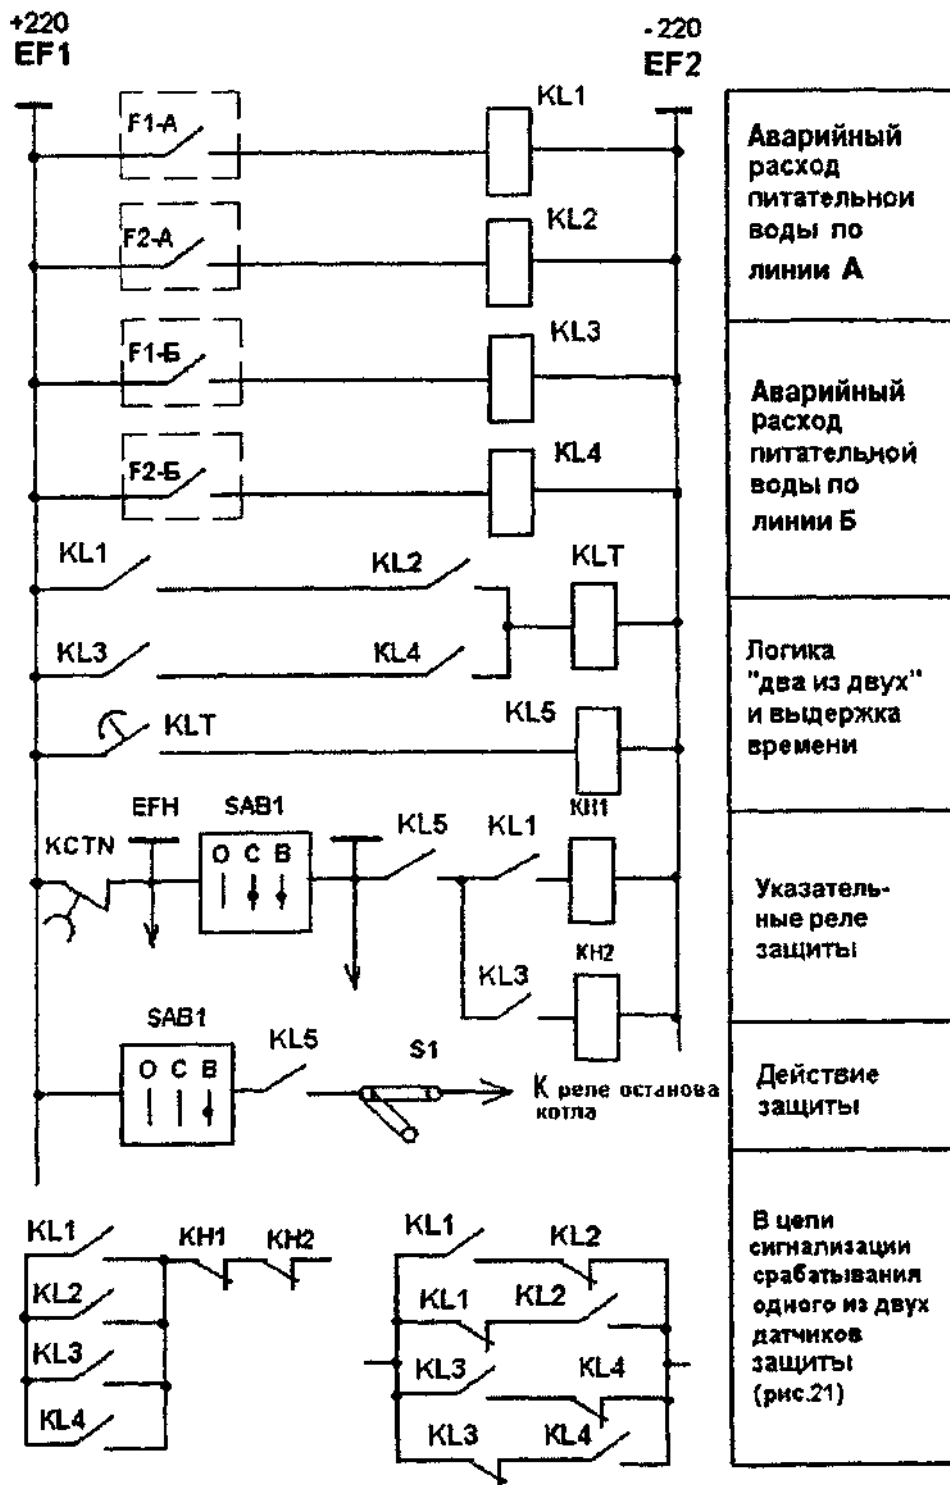 +220
EF1
-220
EF2
F1-А
KL1
F2-А
KL2
F1-Б
KL3
F2-Б
KL4
Аварийный
расход
питательной
воды по
линии А
Аварийный
расход
питательной
воды по
линии Б
KL1
KL2
KLT
KL3
KL4
Логика
"два из двух"
и выдержка
времени
KLT
KL5
KCTN
EFH
SAB1
О С В
KL5
KL1
KH1
KL3
KH2
Указатель-
ные реле
защиты
SAB1
О С В
KL5
S1
К реле останова
котла
Действие
защиты
KL1
KH1
KH2
KL2
KL3
KL4
KL1
KL2
KL1
KL2
KL3
KL4
KL3
KL4
В цепи
сигнализации
срабатывания
одного из двух
датчиков
защиты
(рис.21)